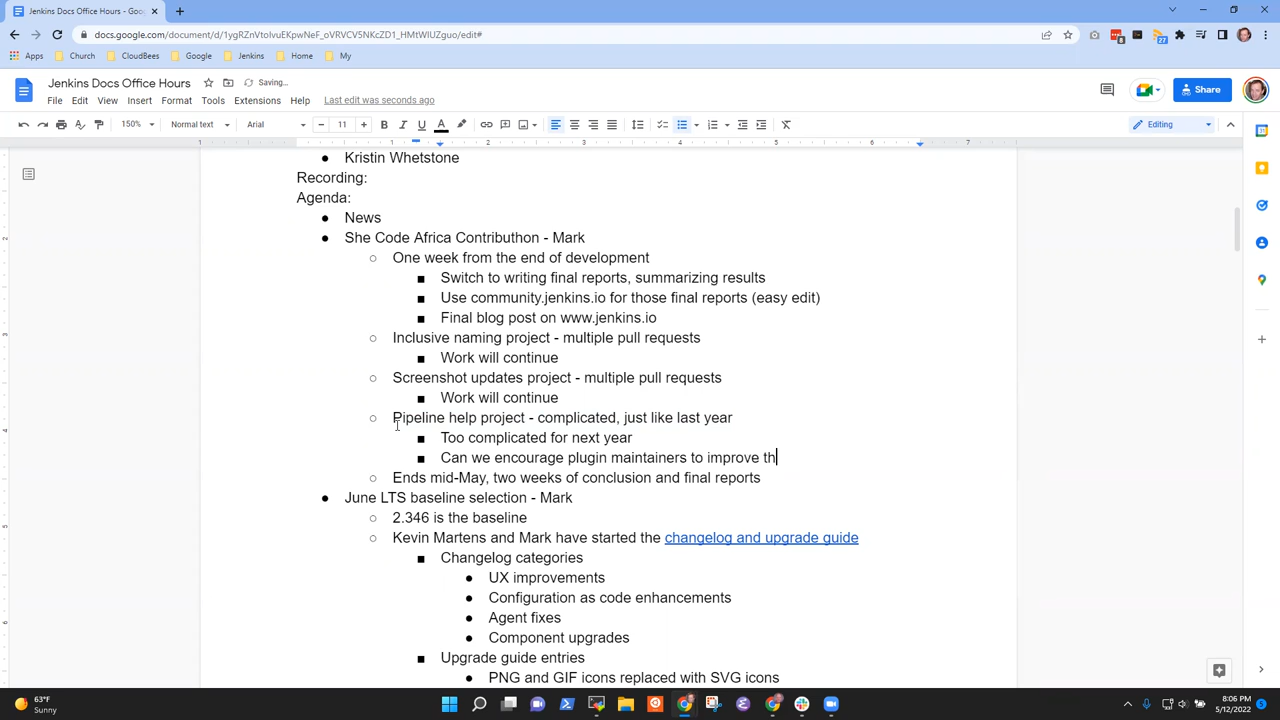 Jenkins Docs Office Hours - Goo
docs.google.com/document/d/1ygRZnVtoIvuEKpwNeF_oVRVCV5NKcZD1_HMtWIUZguo/edit#
Apps Church CloudBees Google Jenkins Home My
Jenkins Docs Office Hours Saving…
File Edit View Insert Format Tools Extensions Help Last edit was seconds ago
Share
150% Normal text Arial 11 Editing
Kristin Whetstone
Recording:
Agenda:
News
She Code Africa Contributhon - Mark
One week from the end of development
Switch to writing final reports, summarizing results
Use community.jenkins.io for those final reports (easy edit)
Final blog post on www.jenkins.io
Inclusive naming project - multiple pull requests
Work will continue
Screenshot updates project - multiple pull requests
Work will continue
Pipeline help project - complicated, just like last year
Too complicated for next year
Can we encourage plugin maintainers to improve th
Ends mid-May, two weeks of conclusion and final reports
June LTS baseline selection - Mark
2.346 is the baseline
Kevin Martens and Mark have started the changelog and upgrade guide
Changelog categories
UX improvements
Configuration as code enhancements
Agent fixes
Component upgrades
Upgrade guide entries
PNG and GIF icons replaced with SVG icons
63°F
Sunny
8:06 PM
5/12/2022